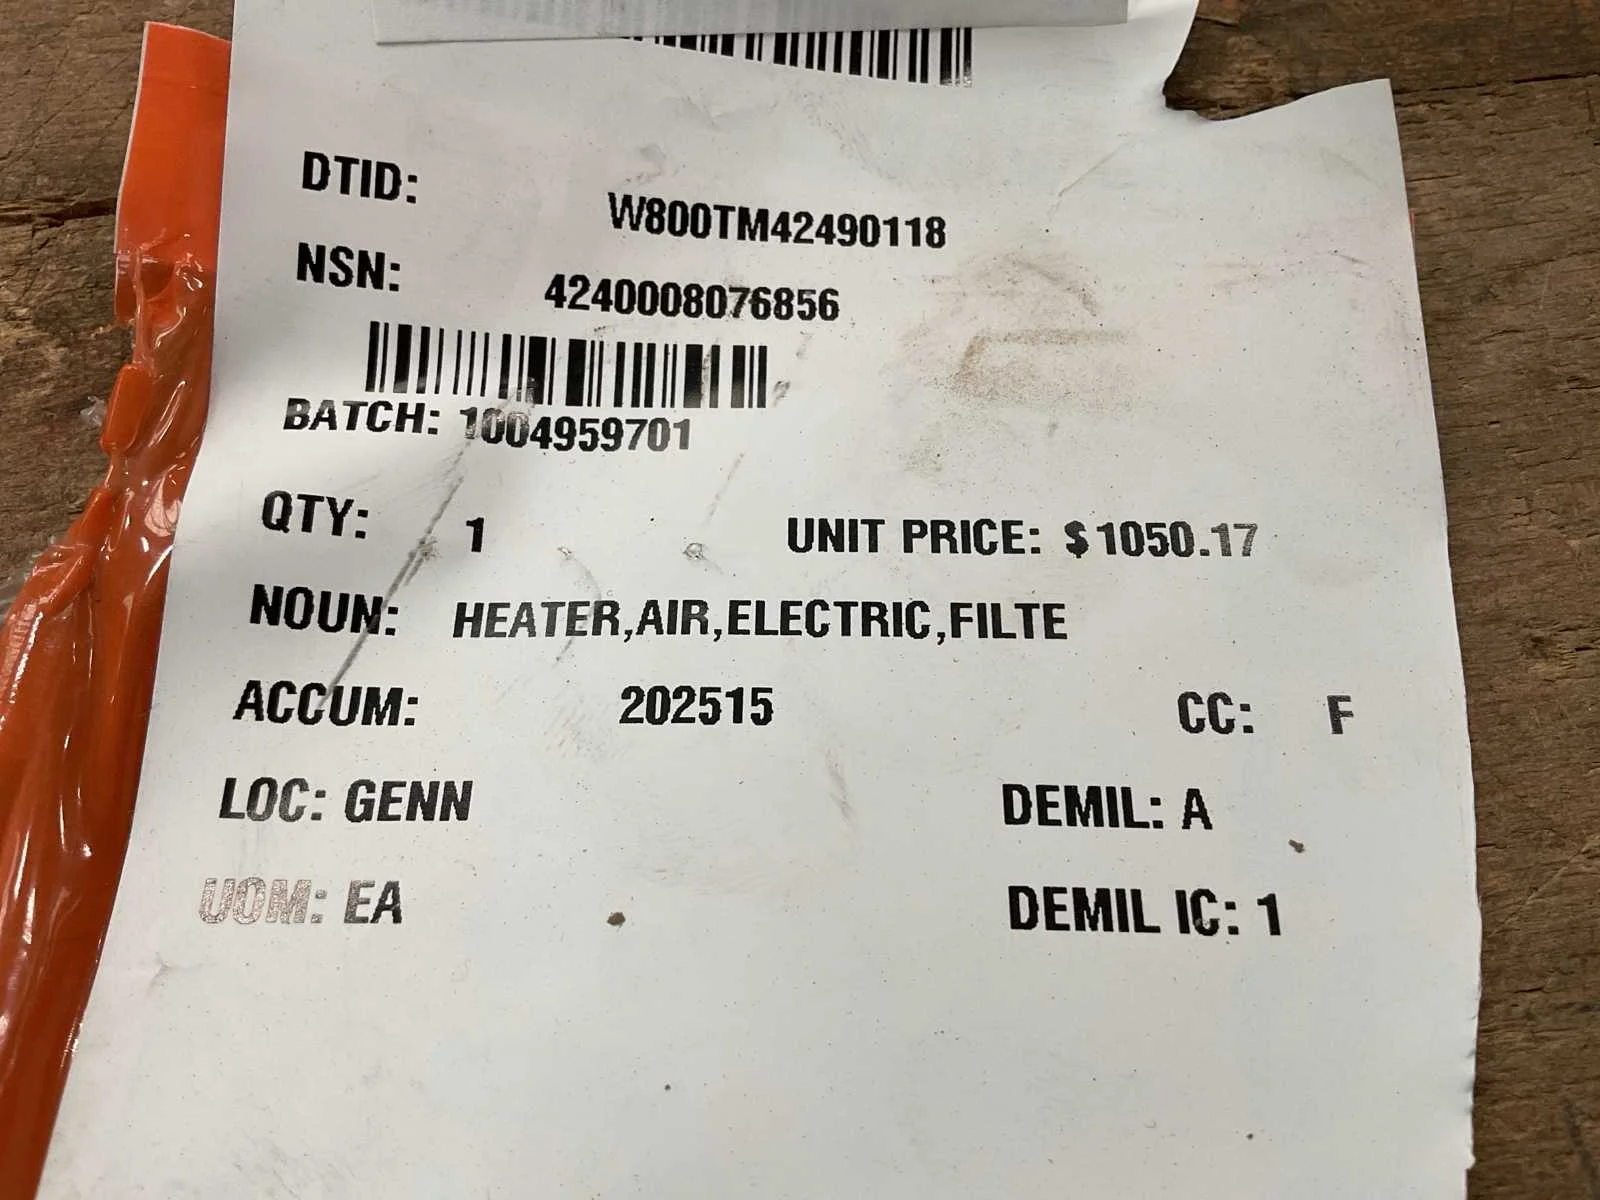 DTID: W800TM42490118
NSN: 4240008076856
BATCH: 1004959701
QTY: 1 UNIT PRICE: $1050.17
NOUN: HEATER,AIR,ELECTRIC,FILTE
ACCUM: 202515 CC: F
LOC: GENN DEMIL: A
UOM: EA DEMIL IC: 1